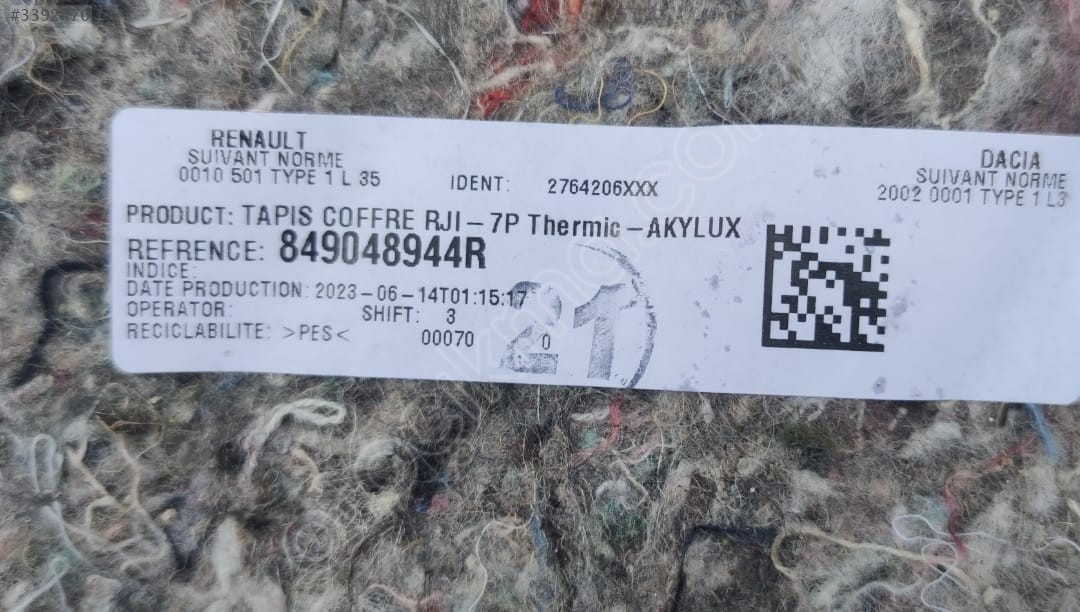 RENAULT
SUIVANT NORME
0010 501 TYPE 1 L 35
IDENT: 2764206XXX
DACIA
SUIVANT NORME
2002 0001 TYPE 1 L3
PRODUCT: TAPIS COFFRE RJI - 7P Thermic - AKYLUX
REFRENCE: 849048944R
INDICE:
DATE PRODUCTION: 2023-06-14T01:15:17
OPERATOR: SHIFT: 3
RECICLABILITE: >PES< 00070 0
21